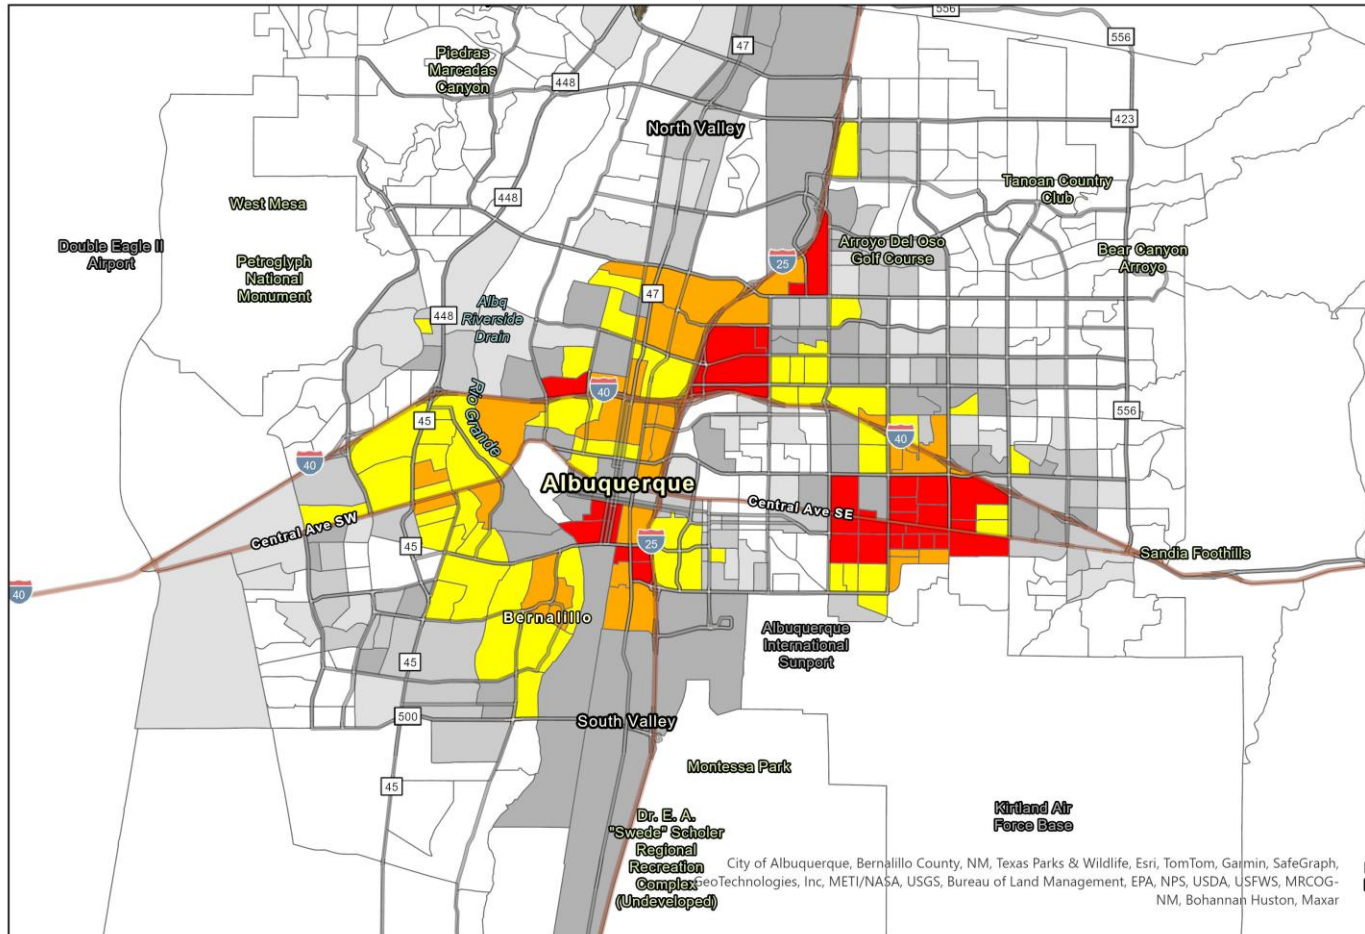 556
556
47
Piedras
Marcadas
Canyon
448
423
North Valley
Tanoan Country
Club
448
West Mesa
Double Eagle II
Airport
Arroyo Del Oso
Golf Course
Bear Canyon
Arroyo
25
Petroglyph
National
Monument
47
Albq
Riverside
Drain
448
40
Rio Grande
45
556
40
40
Albuquerque
Central Ave SE
Central Ave SW
25
45
Sandia Foothills
40
Bernalillo
Albuquerque
International
Sunport
45
500
South Valley
Montessa Park
45
Dr. E. A.
"Swede" Scholer
Regional
Recreation
Complex
(Undeveloped)
Kirtland Air
Force Base
City of Albuquerque, Bernalillo County, NM, Texas Parks & Wildlife, Esri, TomTom, Garmin, SafeGraph,
GeoTechnologies, Inc, METI/NASA, USGS, Bureau of Land Management, EPA, NPS, USDA, USFWS, MRCOG-
NM, Bohannan Huston, Maxar